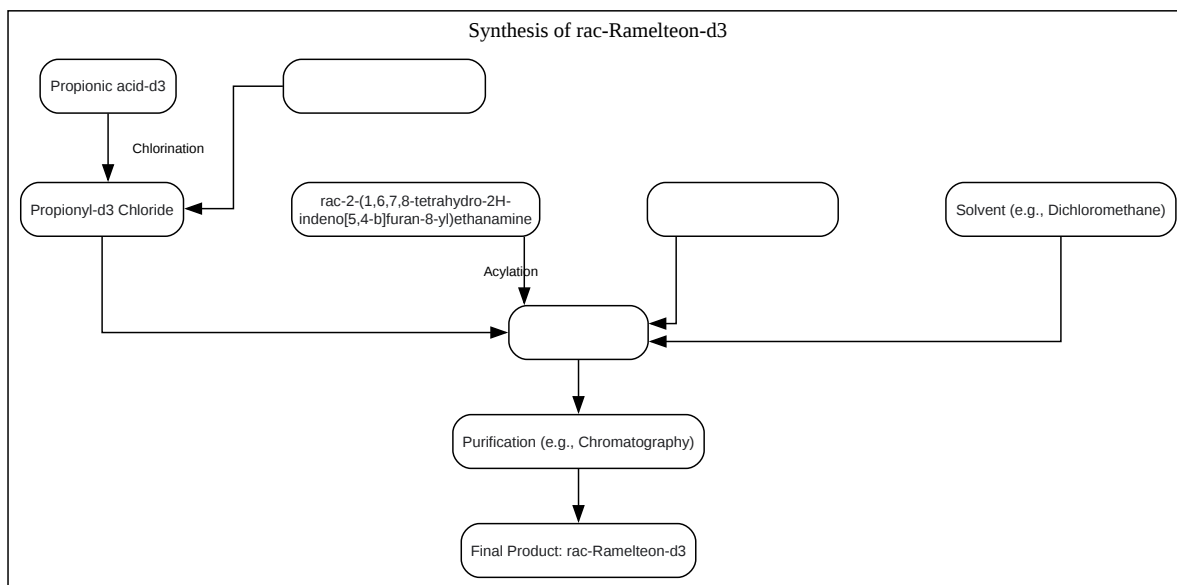 Synthesis of rac-Ramelteon-d3
Propionic acid-d3
Chlorination
Propionyl-d3 Chloride
rac-2-(1,6,7,8-tetrahydro-2H-
indeno[5,4-b]furan-8-yl)ethanamine
Solvent (e.g., Dichloromethane)
Acylation
Purification (e.g., Chromatography)
Final Product: rac-Ramelteon-d3